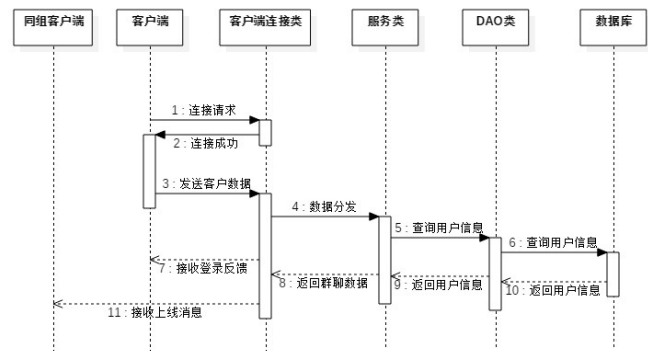 同组客户端
客户端
客户端连接类
服务类
DAO类
数据库
1 : 连接请求
2 : 连接成功
3 : 发送客户数据
4 : 数据分发
5 : 查询用户信息
6 : 查询用户信息
7 : 接收登录反馈
8 : 返回群聊数据
9 : 返回用户信息
10 : 返回用户信息
11 : 接收上线消息